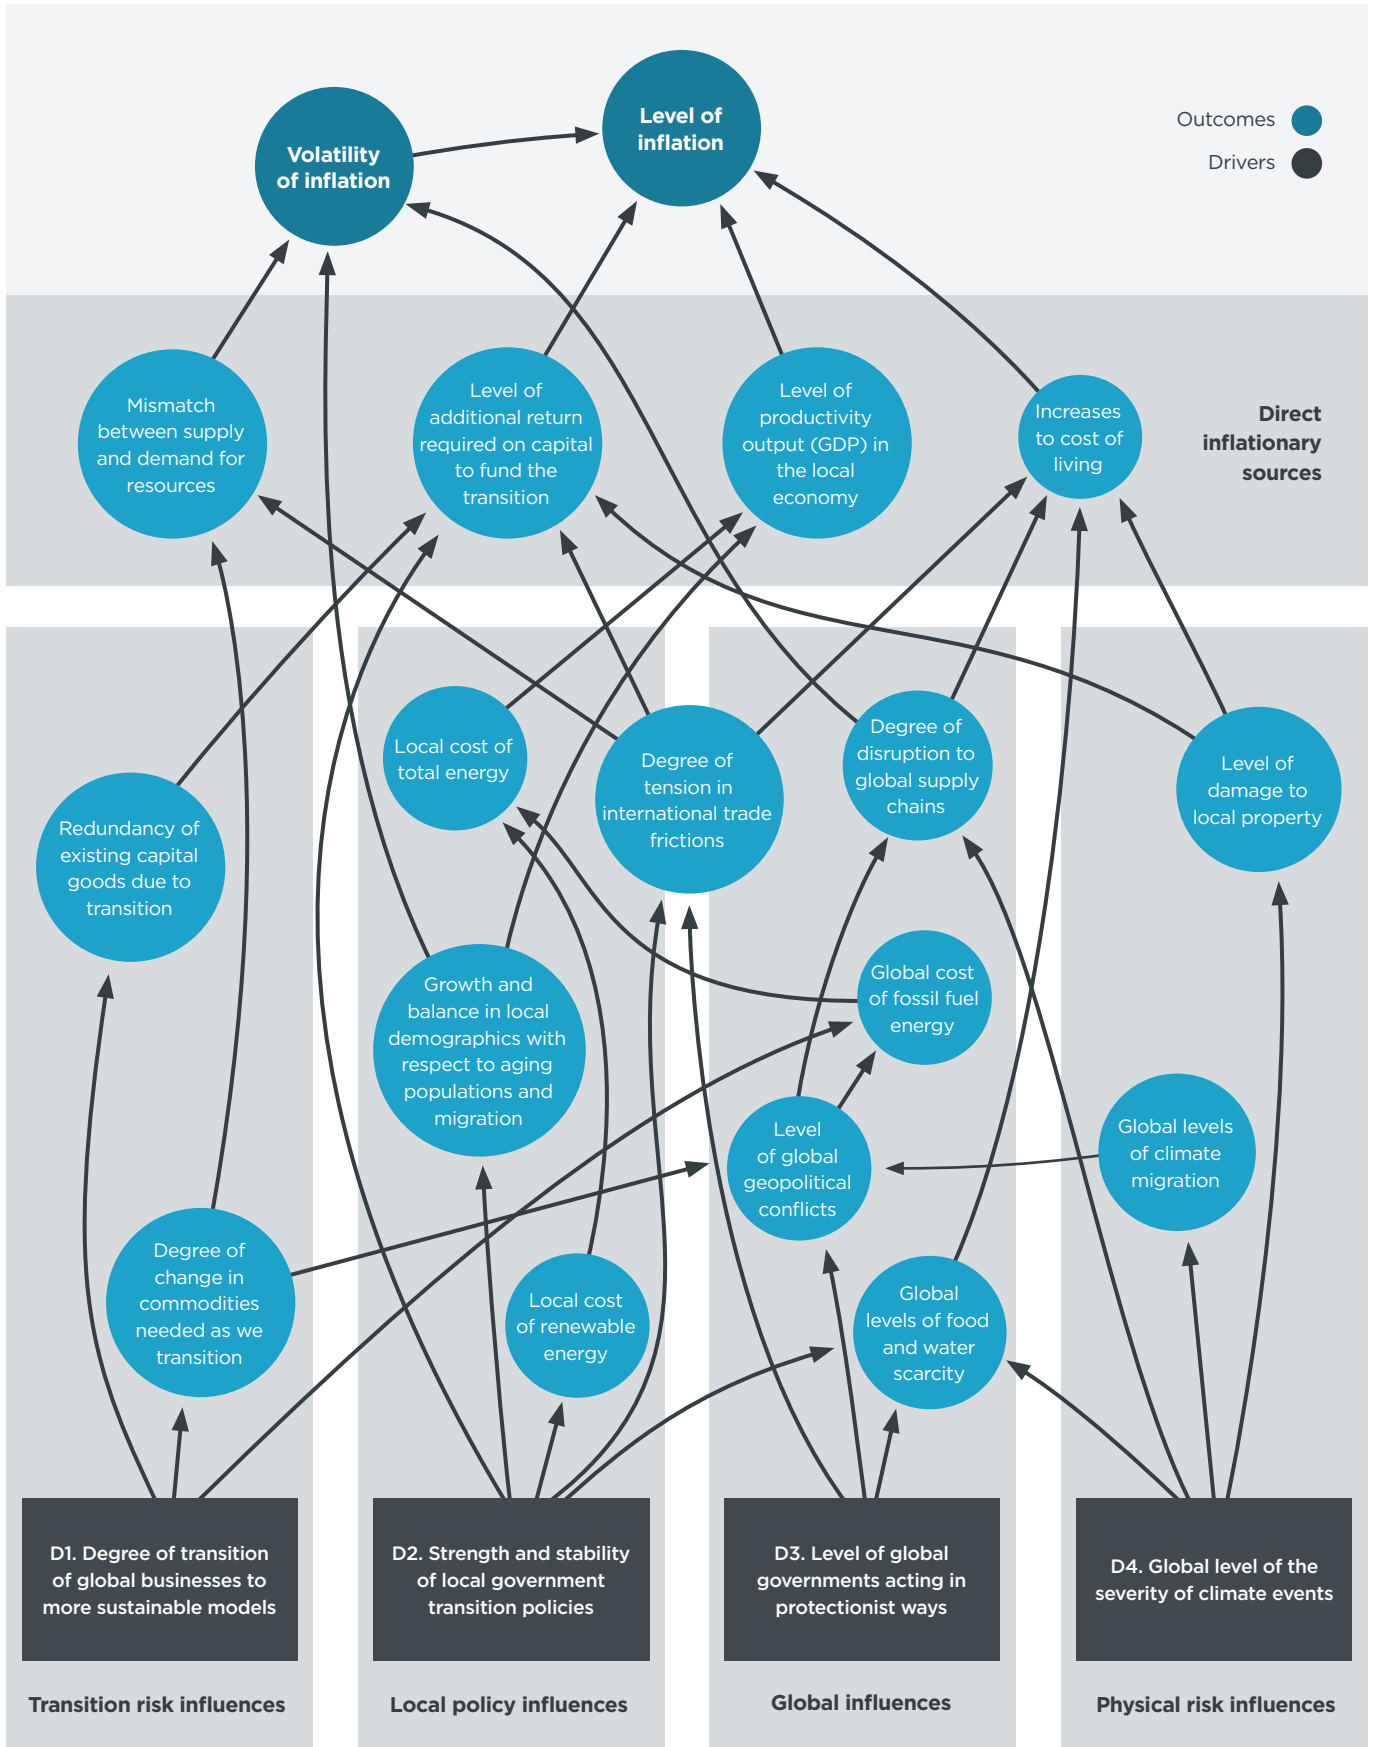 Level of
inflation
Volatility
of inflation
Outcomes
Drivers
Mismatch
between supply
and demand for
resources
Level of
additional return
required on capital
to fund the
transition
Level of
productivity
output (GDP) in
the local
economy
Increases
to cost of
living
Direct
inflationary
sources
Local cost of
total energy
Degree of
tension in
international trade
frictions
Degree of
disruption to
global supply
chains
Level of
damage to
local property
Redundancy of
existing capital
goods due to
transition
Growth and
balance in local
demographics with
respect to aging
populations and
migration
Global cost
of fossil fuel
energy
Level
of global
geopolitical
conflicts
Global levels
of climate
migration
Degree of
change in
commodities
needed as we
transition
Local cost
of renewable
energy
Global
levels of food
and water
scarcity
D1. Degree of transition
of global businesses to
more sustainable models
D2. Strength and stability
of local government
transition policies
D3. Level of global
governments acting in
protectionist ways
D4. Global level of the
severity of climate events
Transition risk influences
Local policy influences
Global influences
Physical risk influences